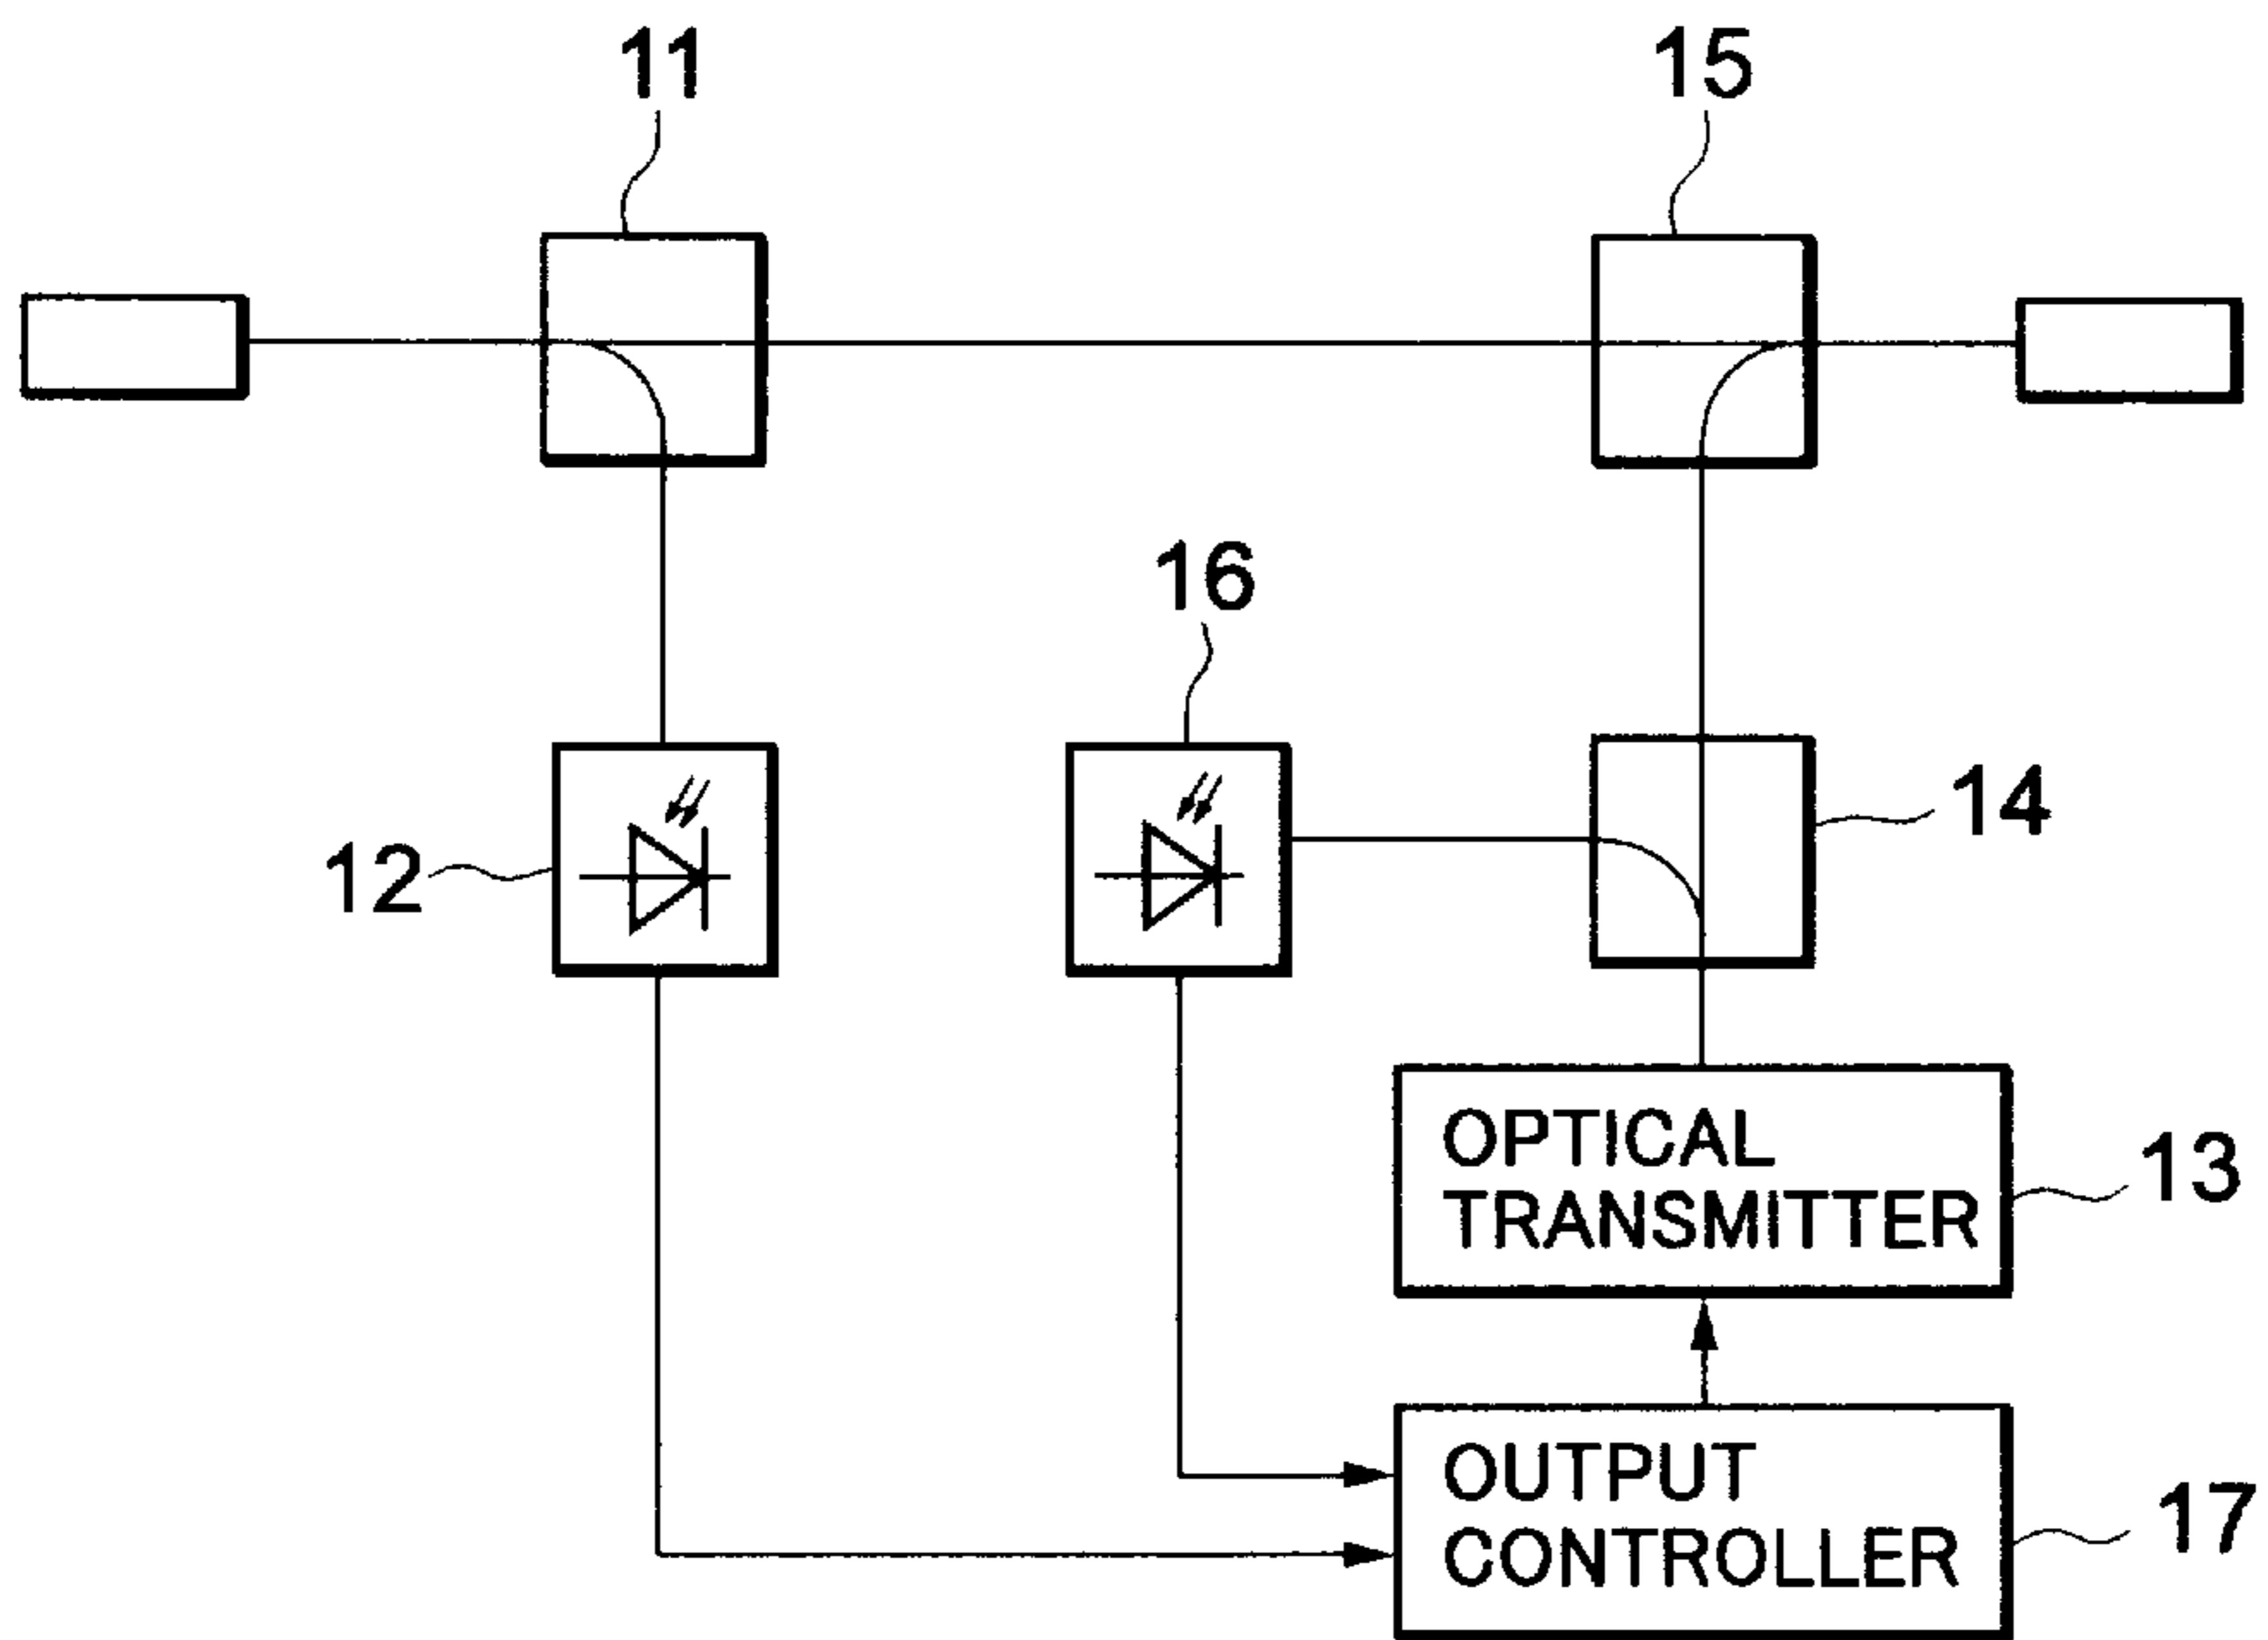 11
15
16
14
12
OPTICAL
TRANSMITTER
13
OUTPUT
CONTROLLER
17